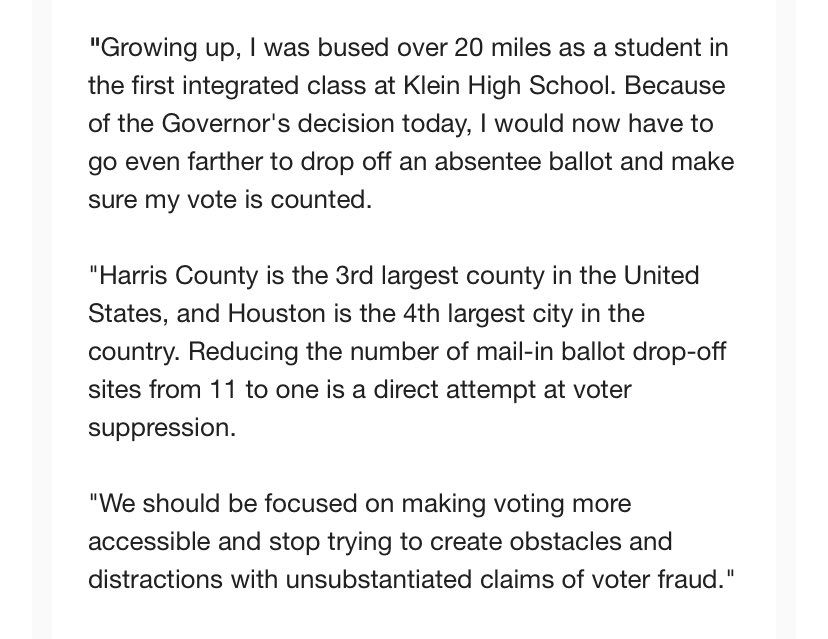 "Growing up, I was bused over 20 miles as a student in
the first integrated class at Klein High School. Because
of the Governor's decision today, I would now have to
go even farther to drop off an absentee ballot and make
sure my vote is counted.
"Harris County is the 3rd largest county in the United
States, and Houston is the 4th largest city in the
country. Reducing the number of mail-in ballot drop-off
sites from 11 to one is a direct attempt at voter
suppression.
"We should be focused on making voting more
accessible and stop trying to create obstacles and
distractions with unsubstantiated claims of voter fraud."